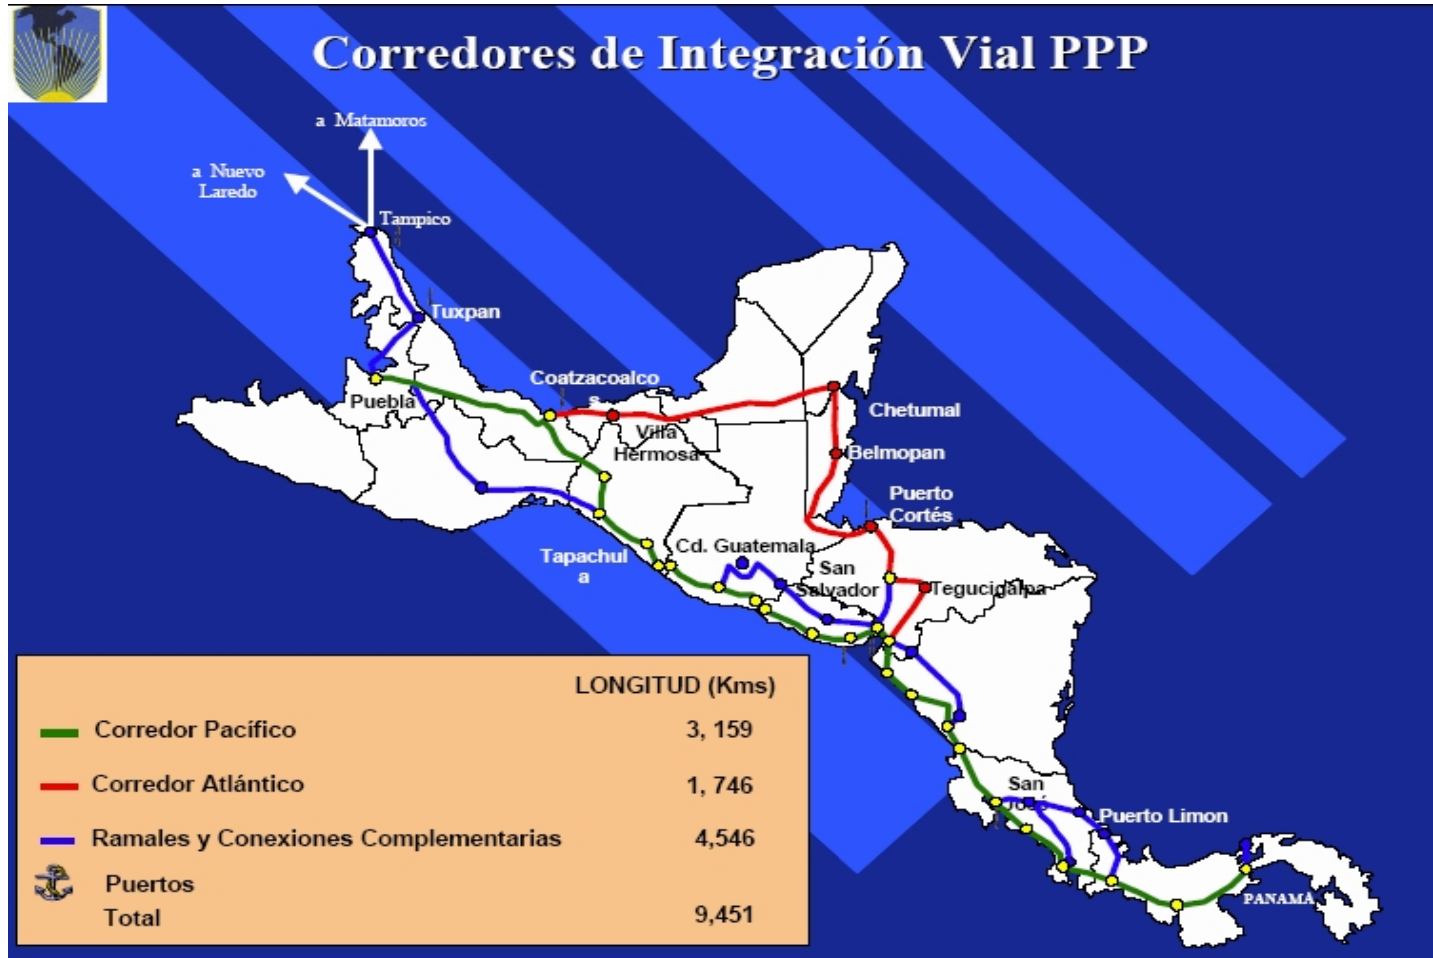 Corredores de Integración Vial PPP
a Matamoros
a Nuevo
Laredo
Tampico
Tuxpan
Coatzacoalco
s
Puebla
Villa
Hermosa
Chetumal
Belmopan
Puerto
Cortés
Cd. Guatemala
Tapachul
a
San
Salvador
Tegucigalpa
San
José
Puerto Limon
PANAMÁ
LONGITUD (Kms)
Corredor Pacífico 3, 159
Corredor Atlántico 1, 746
Ramales y Conexiones Complementarias 4,546
Puertos
Total 9,451